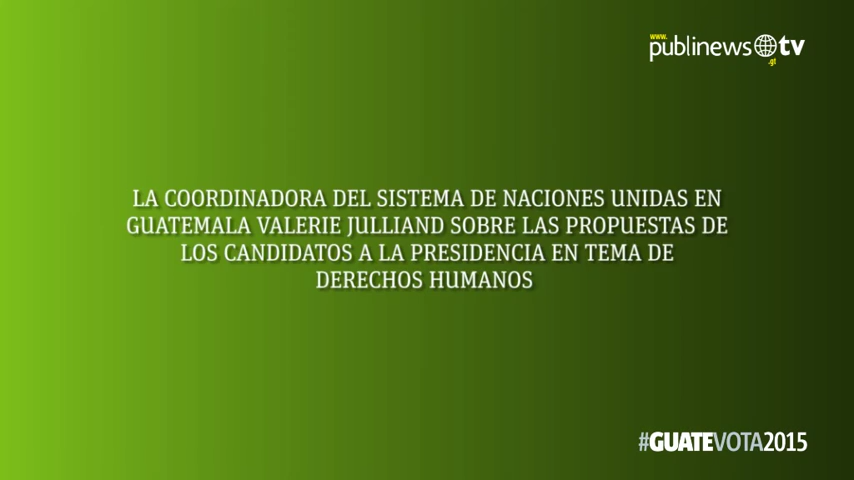 www.
publinews tv
.gt
LA COORDINADORA DEL SISTEMA DE NACIONES UNIDAS EN
GUATEMALA VALERIE JULLIAND SOBRE LAS PROPUESTAS DE
LOS CANDIDATOS A LA PRESIDENCIA EN TEMA DE
DERECHOS HUMANOS
#GUATEVOTA2015